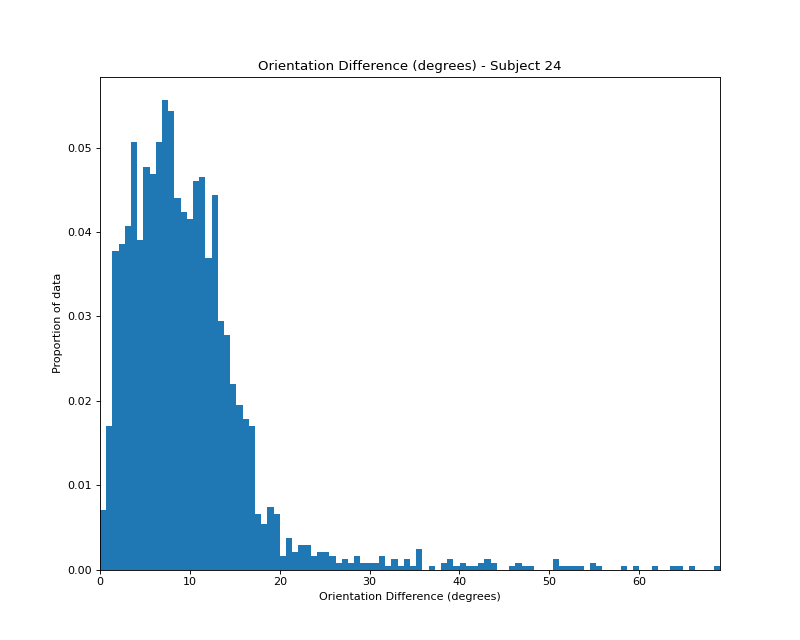 Orientation Difference (degrees) - Subject 24
0.05
0.04
0.03
0.02
0.01
0.00
Proportion of data
0 10 20 30 40 50 60
Orientation Difference (degrees)